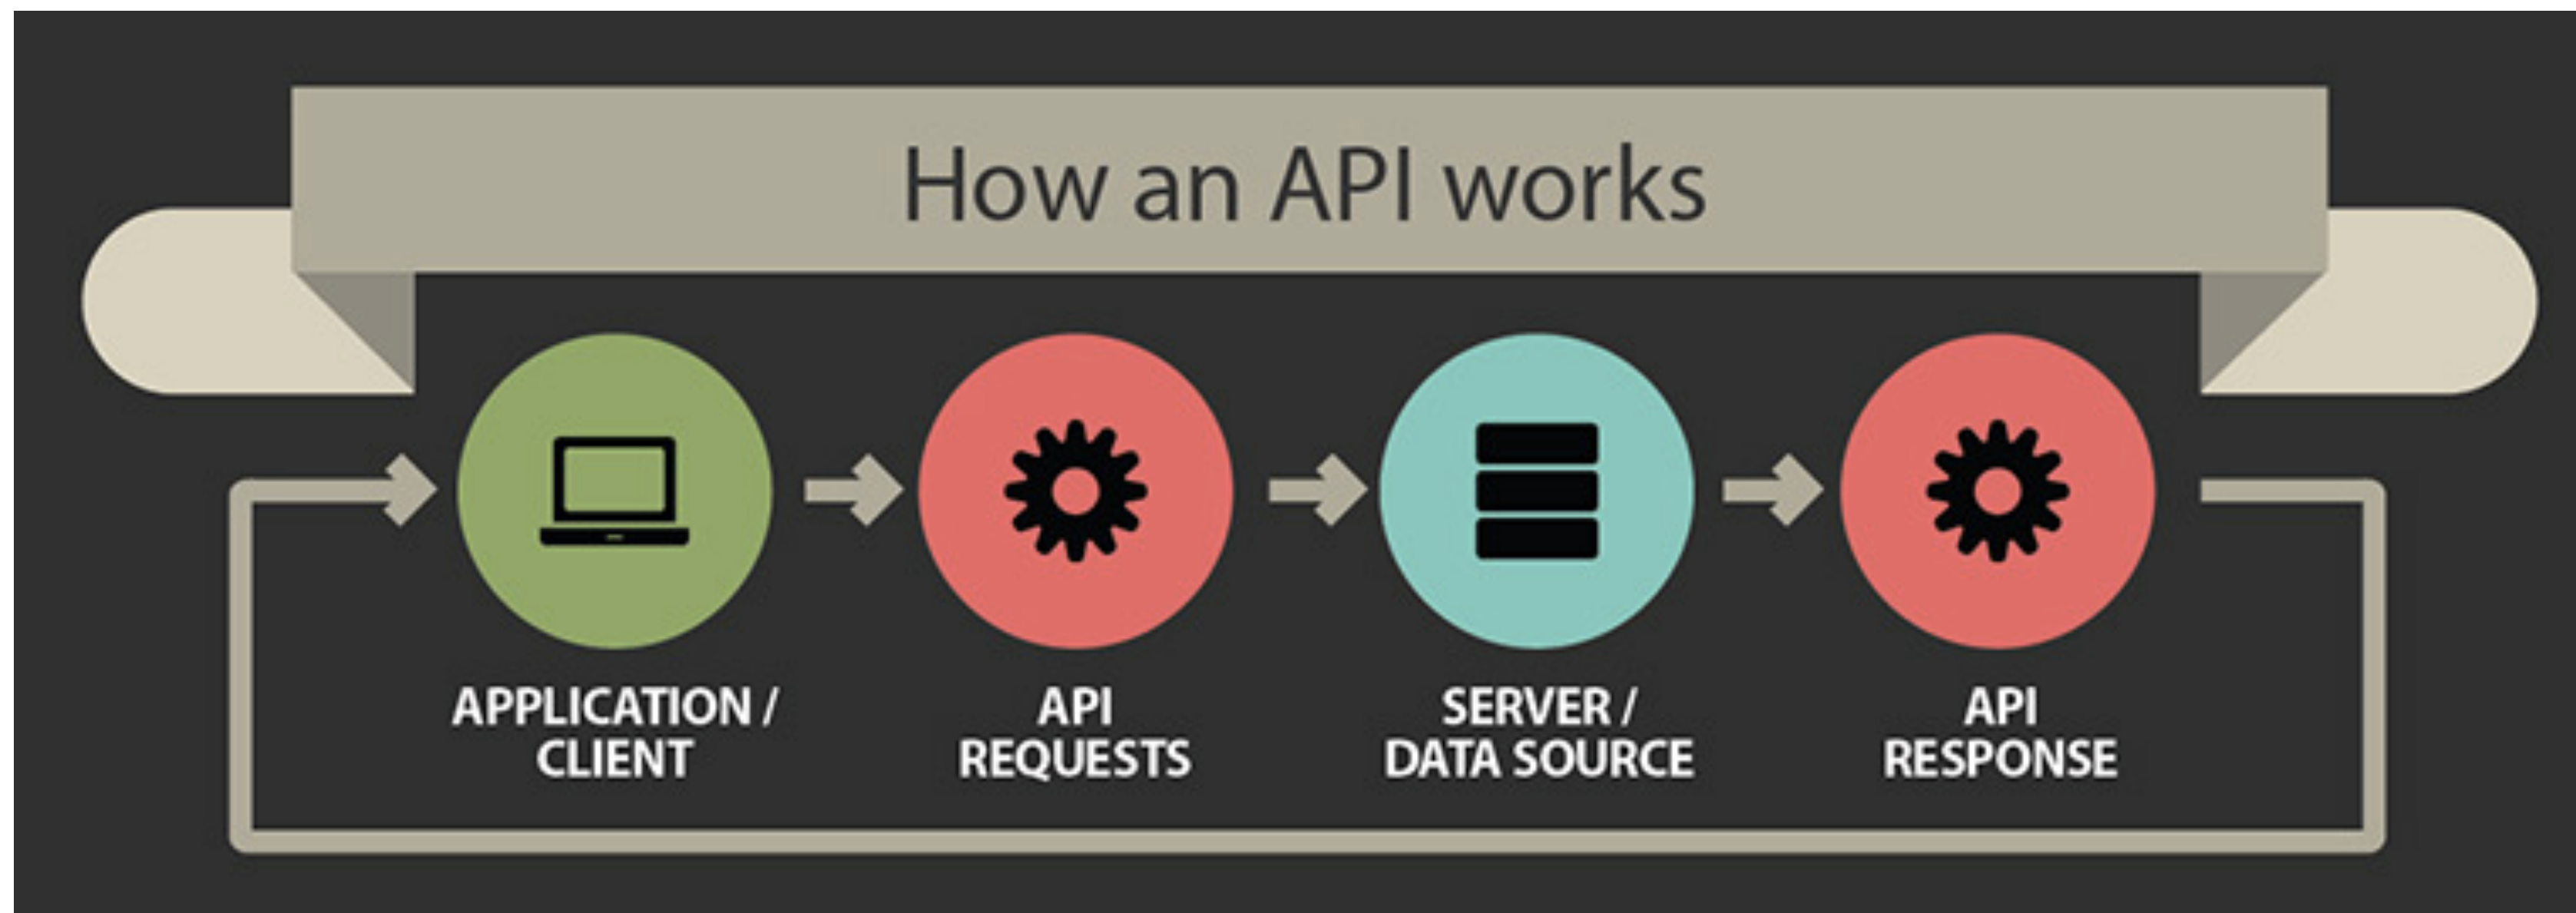 How an API works
APPLICATION /
CLIENT
API
REQUESTS
SERVER /
DATA SOURCE
API
RESPONSE